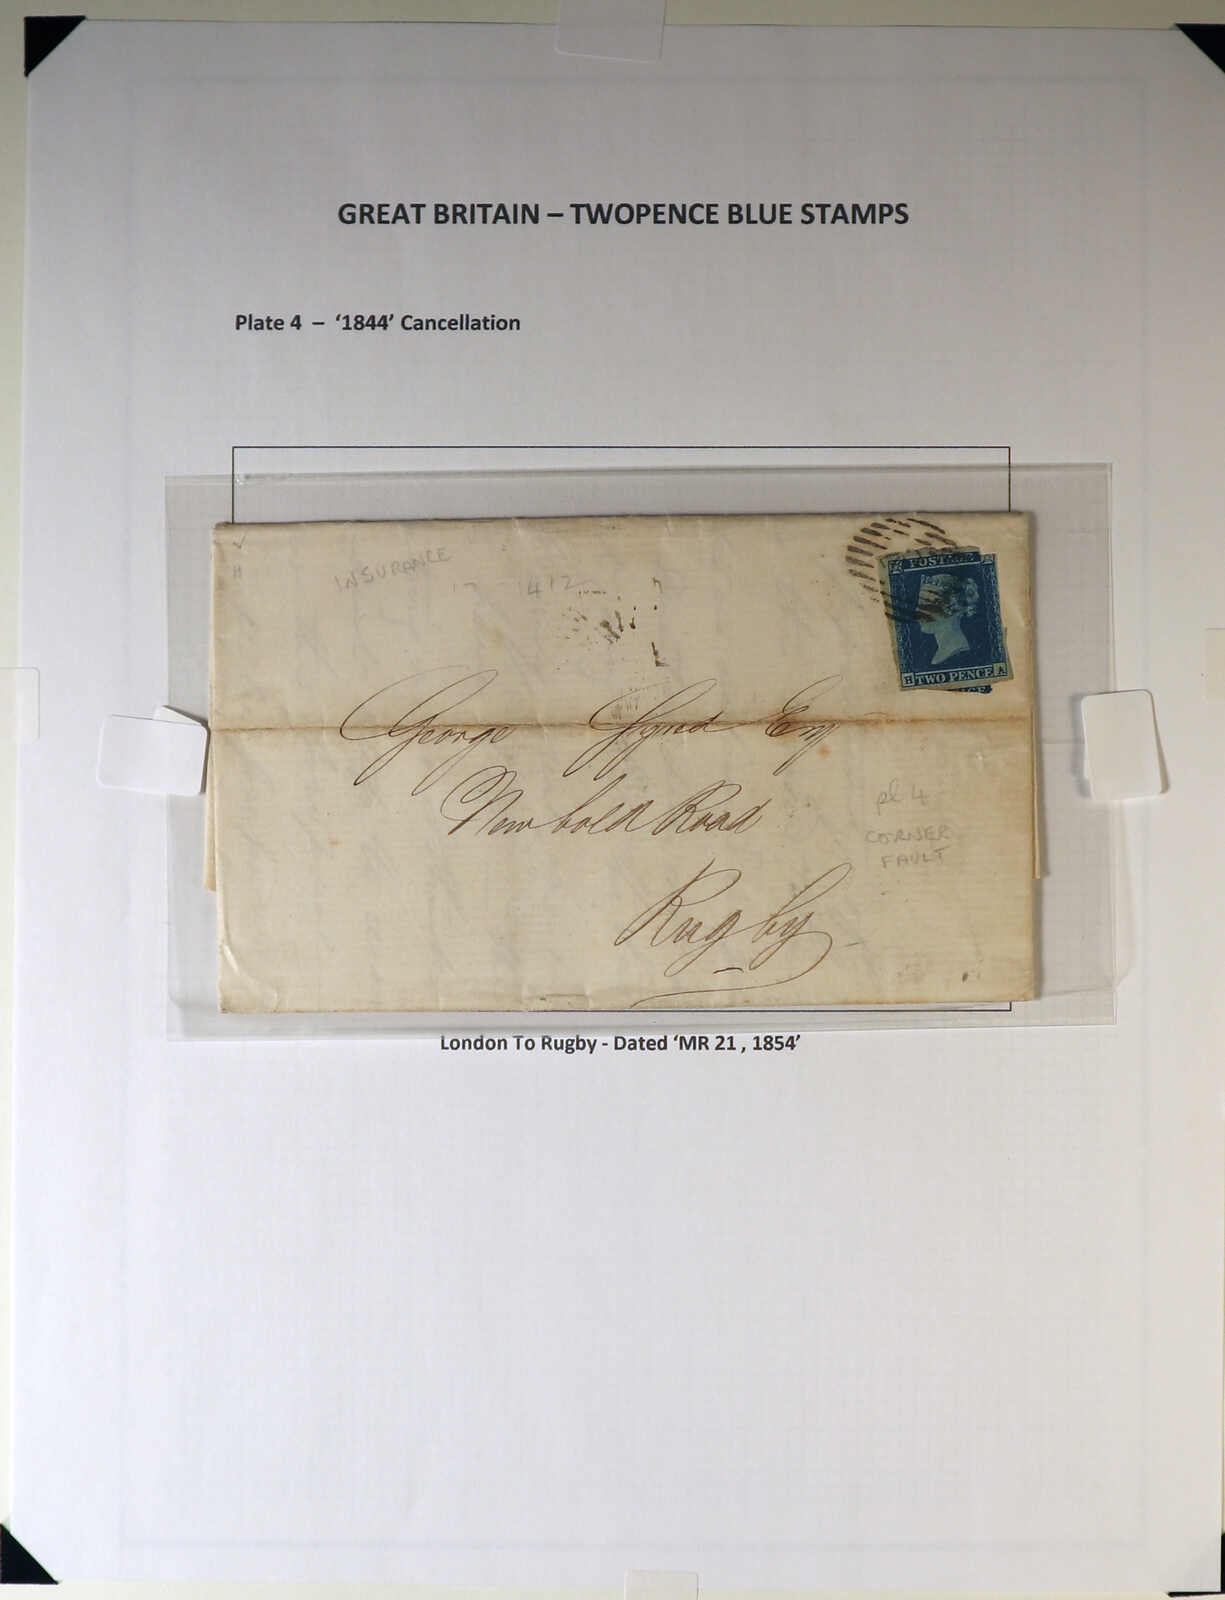 GREAT BRITAIN – TWOPENCE BLUE STAMPS
Plate 4 – ‘1844’ Cancellation
INSURANCE
412
POSTAGE
H TWO PENCE A
George Esq
Newbold Road
Rugby
pl 4
CORNER
FAULT
London To Rugby - Dated ‘MR 21 , 1854’